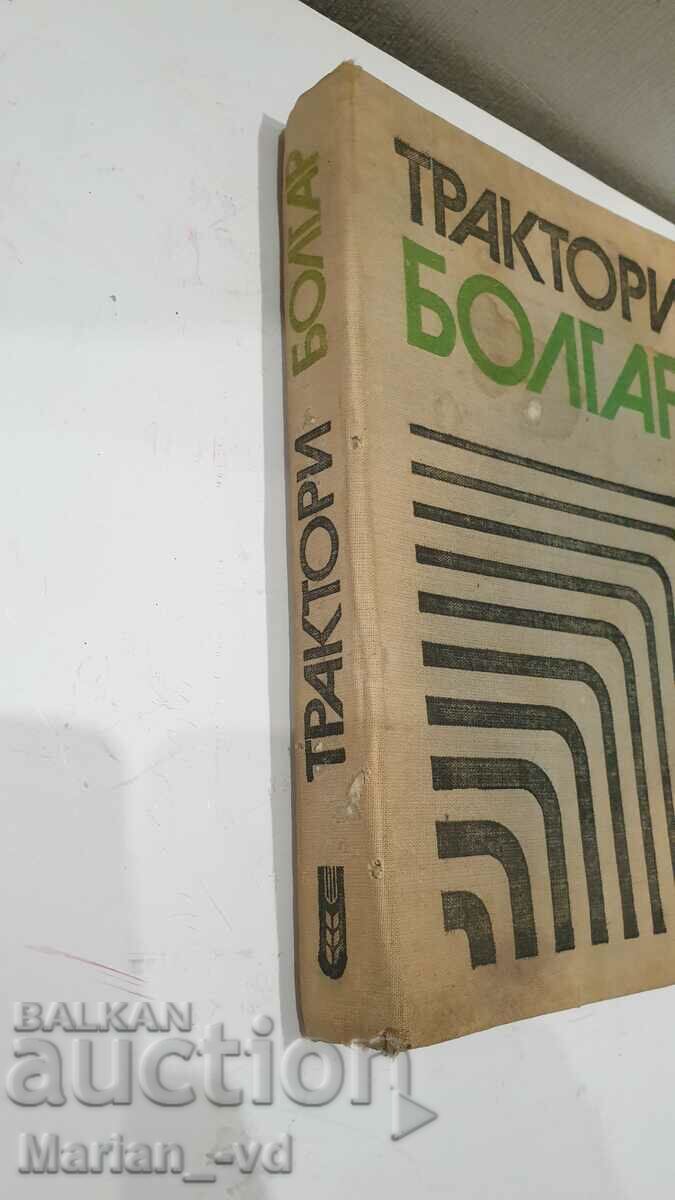 ТРАКТОРИ
БОЛГАР
ТРАКТОРИ БОЛГАР
BALKAN
auction
Marian_-vd